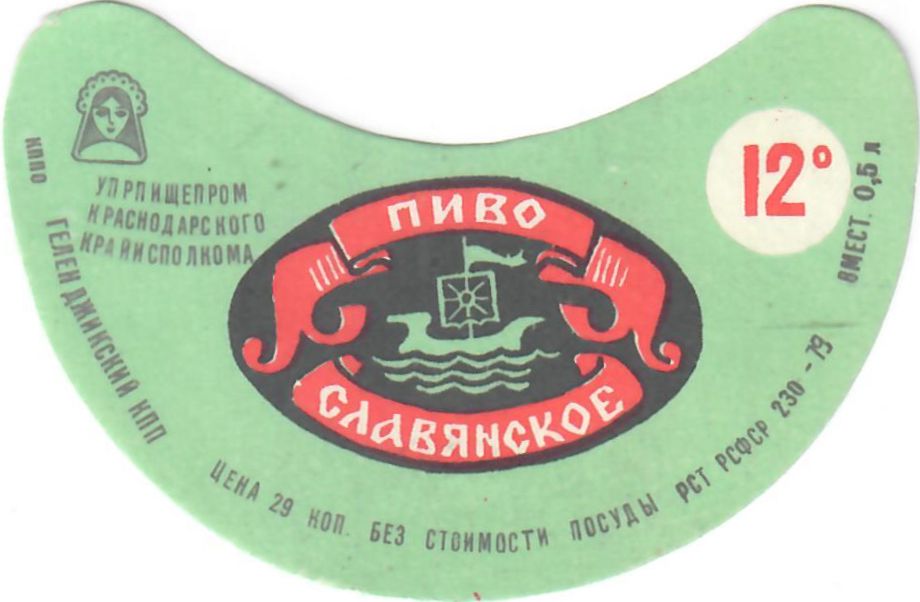 КППО
УПРПИЩЕПРОМ
КРАСНОДАРСКОГО
КРАЙИСПОЛКОМА
ГЕЛЕНДЖИКСКИЙ КПП
ПИВО
СЛАВЯНСКОЕ
12°
ВМЕСТ. 0,5 л
ЦЕНА 29 КОП. БЕЗ СТОИМОСТИ ПОСУДЫ РСТ РСФСР 230-79